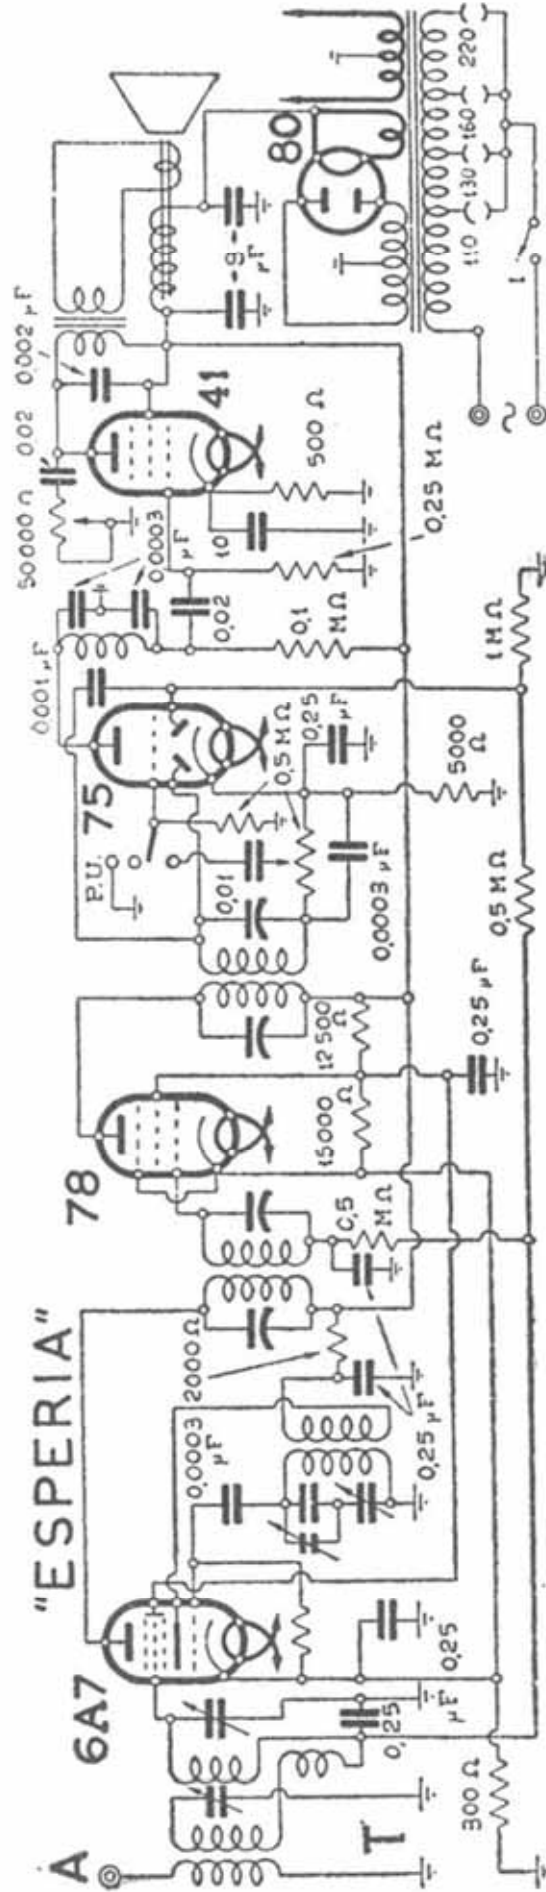 "ESPERIA"
A
6A7
78
75
41
80
P.U.
T
I
0,0003 µF
2000 Ω
0,25 µF
0,25
0,25 µF
300 Ω
0,5 MΩ
15000 Ω
12500 Ω
0,25 µF
0,5 MΩ
0,01
0,0003 µF
0,5 MΩ
0,25 µF
5000 Ω
1 MΩ
0,001 µF
0,0003 µF
0,02
0,1 MΩ
50000 Ω
0,02
0,002 µF
10
500 Ω
0,25 MΩ
µF
110
130
160
220
~